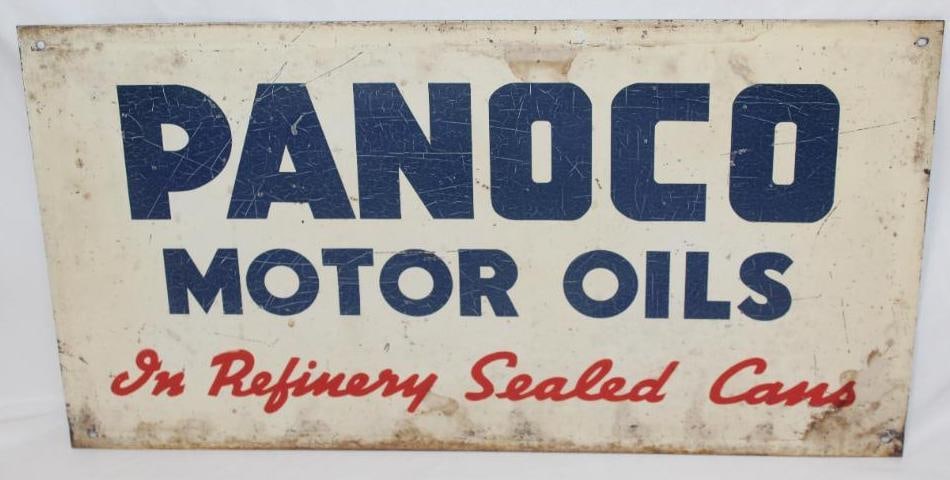 PANOCO
MOTOR OILS
In Refinery Sealed Cans